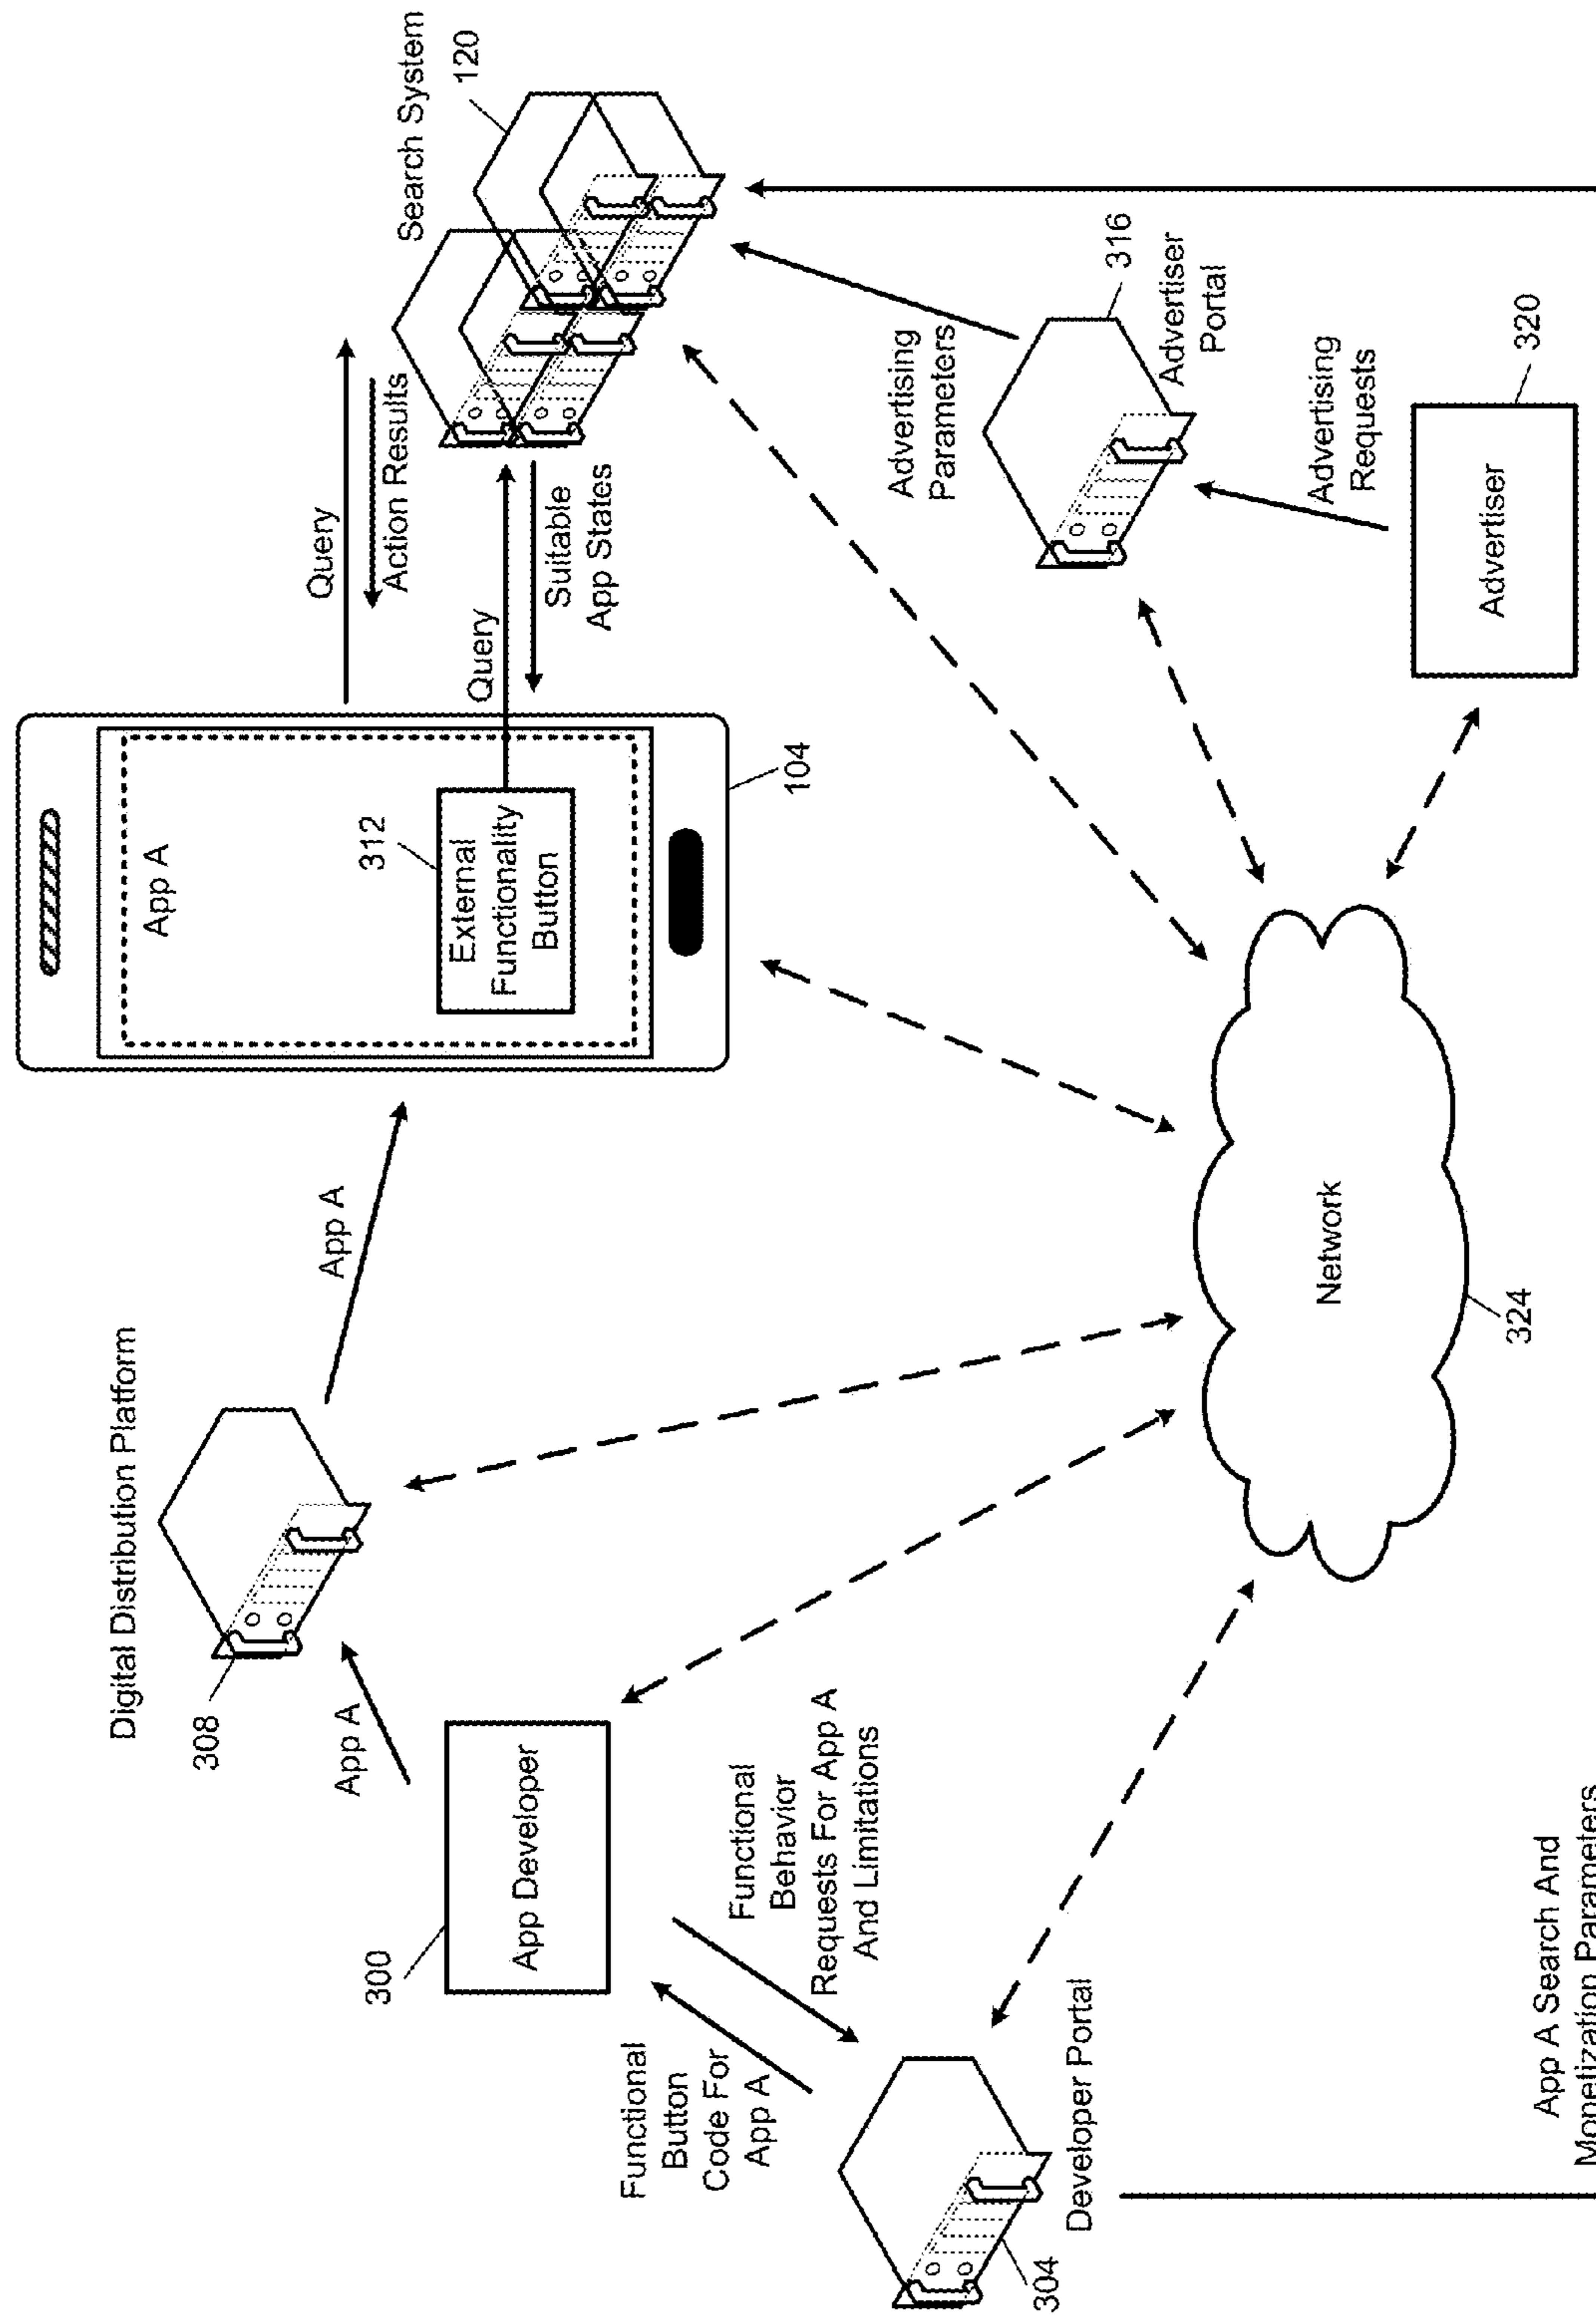 Digital Distribution Platform
308
App A
App A
300
App Developer
Functional
Button
Code For
App A
Functional
Behavior
Requests For App A
And Limitations
304
Developer Portal
App A Search And
Monetization Parameters
App A
312
External
Functionality
Button
104
Query
Action Results
Query
Suitable
App States
Search System
120
Advertising
Parameters
316
Advertiser
Portal
Advertising
Requests
320
Advertiser
Network
324